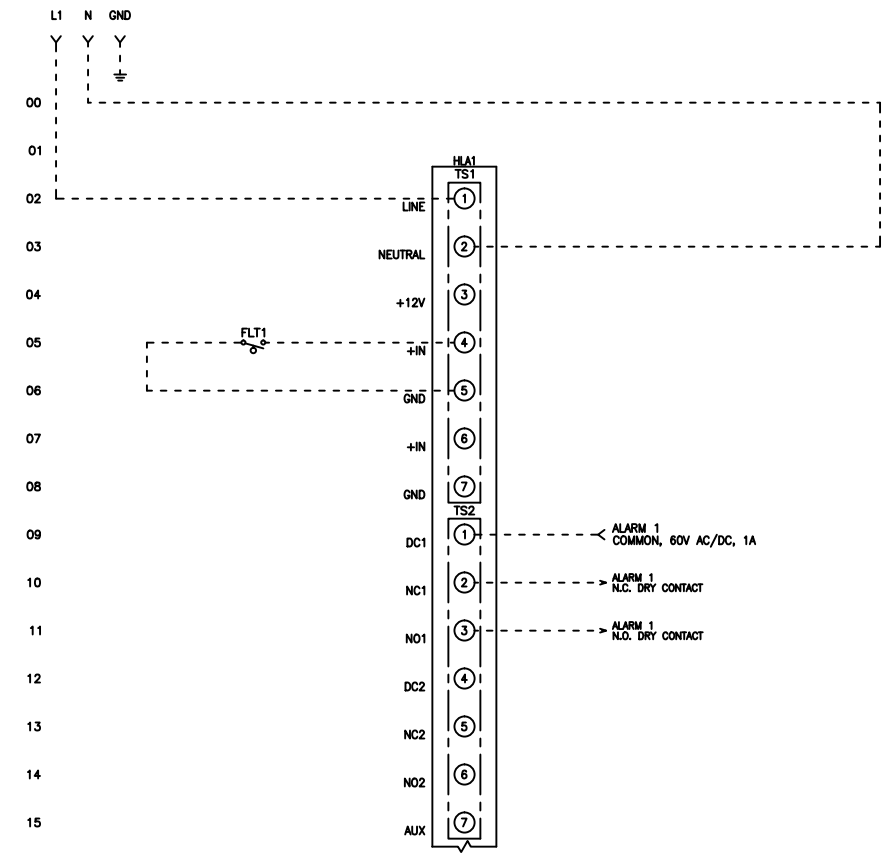 L1 N GND
00
01
HLA1
TS1
02 LINE 1
03 NEUTRAL 2
04 +12V 3
FLT1
05 +IN 4
06 GND 5
07 +IN 6
08 GND 7
TS2
09 DC1 1 ALARM 1
COMMON, 60V AC/DC, 1A
10 NC1 2 ALARM 1
N.C. DRY CONTACT
11 NO1 3 ALARM 1
N.O. DRY CONTACT
12 DC2 4
13 NC2 5
14 NO2 6
15 AUX 7